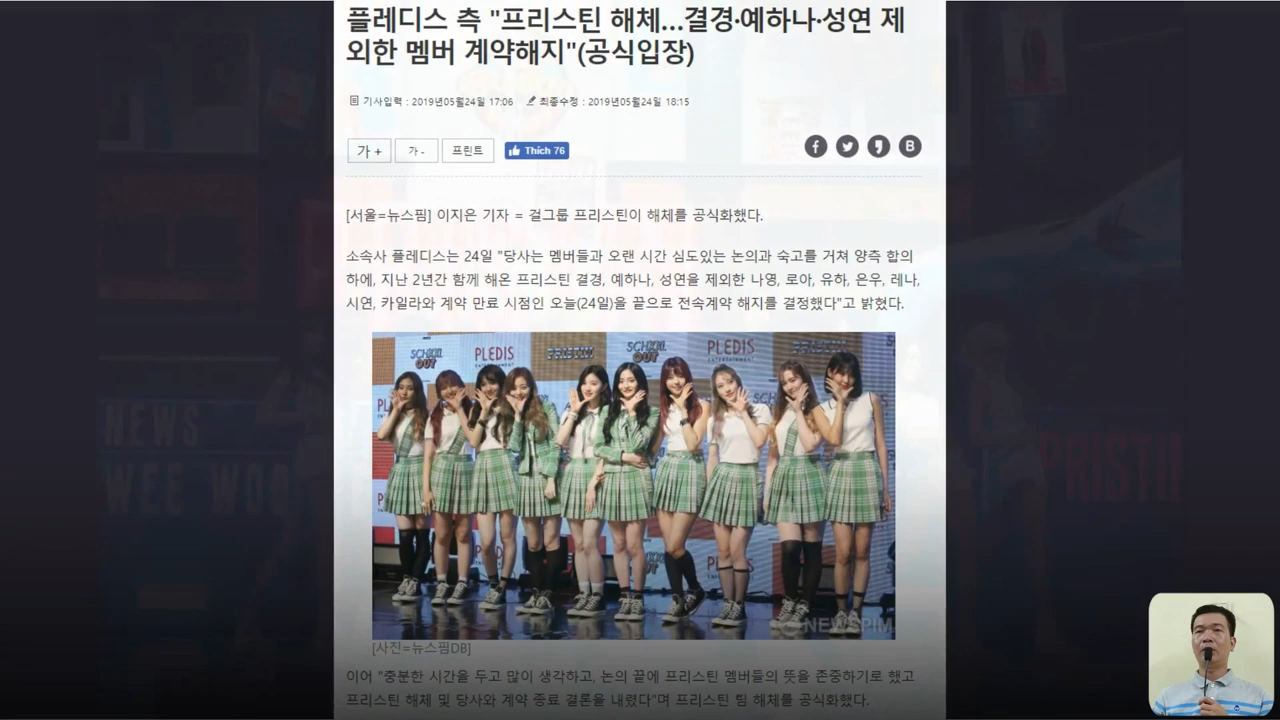 플레디스 측 "프리스틴 해체...결경·예하나·성연 제
외한 멤버 계약해지"(공식입장)
기사입력 : 2019년05월24일 17:06 최종수정 : 2019년05월24일 18:15
가 + 가 - 프린트 Thích 76
[서울=뉴스핌] 이지은 기자 = 걸그룹 프리스틴이 해체를 공식화했다.
소속사 플레디스는 24일 "당사는 멤버들과 오랜 시간 심도있는 논의과 숙고를 거쳐 양측 합의
하에, 지난 2년간 함께 해온 프리스틴 결경, 예하나, 성연을 제외한 나영, 로아, 유하, 은우, 레나,
시연, 카일라와 계약 만료 시점인 오늘(24일)을 끝으로 전속계약 해지를 결정했다"고 밝혔다.
SCHXXL OUT PLEDIS ENTERTAINMENT PRISTIN SCHXXL OUT PLEDIS ENTERTAINMENT PRISTIN
PLEDIS
NEWSPIM
[사진=뉴스핌DB]
이어 "충분한 시간을 두고 많이 생각하고, 논의 끝에 프리스틴 멤버들의 뜻을 존중하기로 했고
프리스틴 해체 및 당사와 계약 종료 결론을 내렸다"며 프리스틴 팀 해체를 공식화했다.
NEWS
WEE WOO
PRISTIN